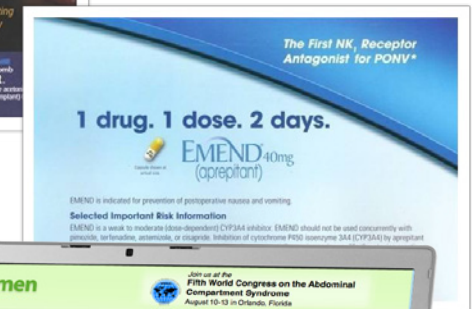 The First NK₁ Receptor
Antagonist for PONV*
1 drug. 1 dose. 2 days.
EMEND® 40mg
(aprepitant)
EMEND is indicated for prevention of postoperative nausea and vomiting.
Selected Important Risk Information
EMEND is a weak to moderate (dose-dependent) CYP3A4 inhibitor. EMEND should not be used concurrently with
pimozide, terfenadine, astemizole, or cisapride. Inhibition of cytochrome P450 isoenzyme 3A4 (CYP3A4) by aprepitant
men
Join us at the
Fifth World Congress on the Abdominal
Compartment Syndrome
August 10-13 in Orlando, Florida